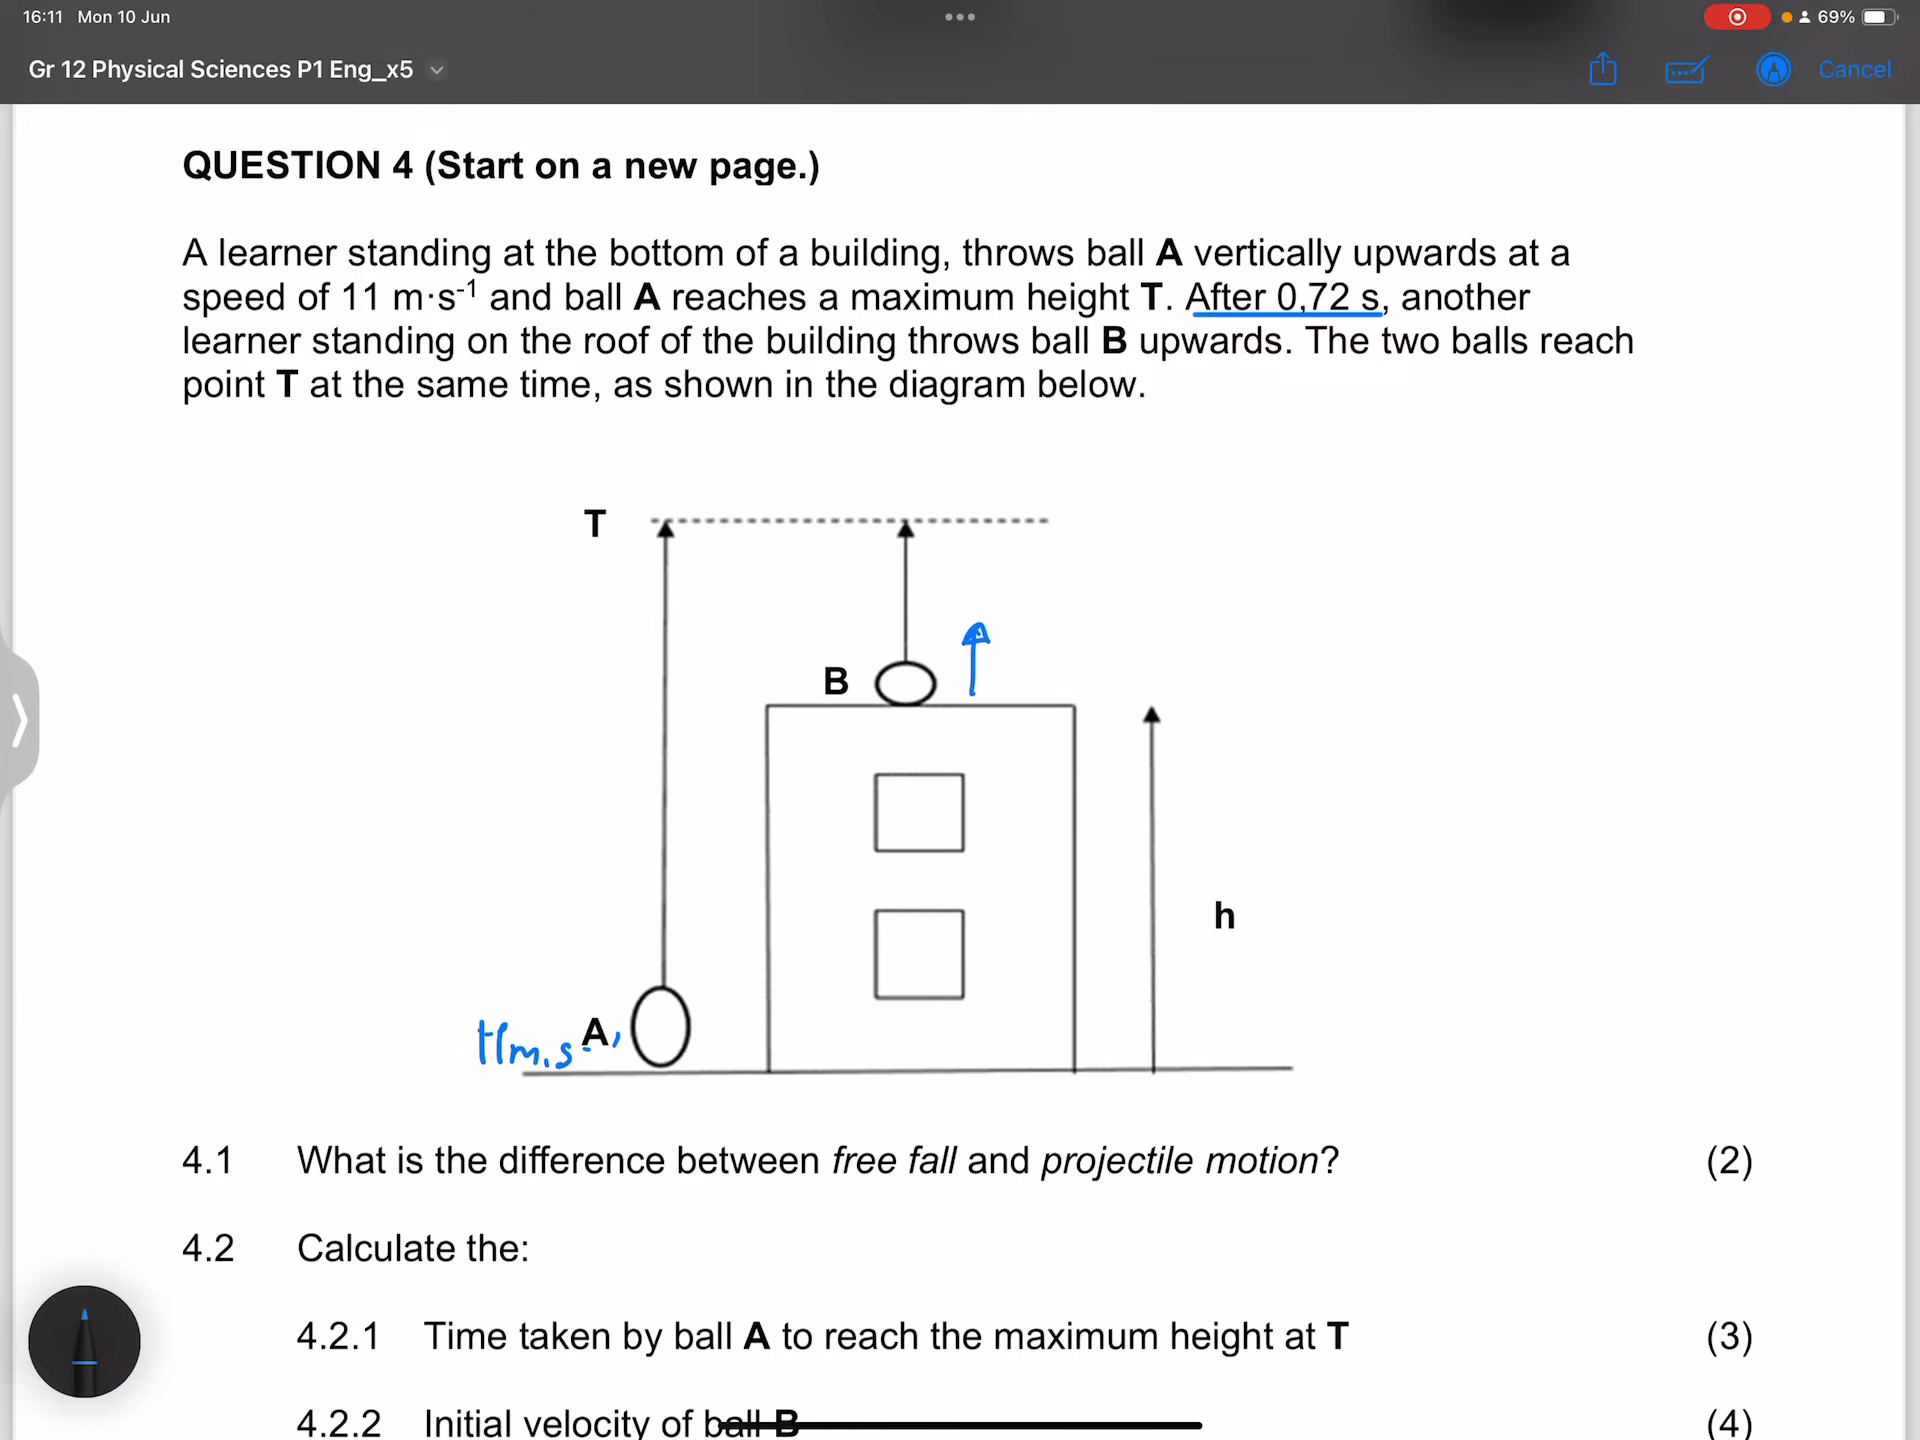 16:11 Mon 10 Jun
69%
Gr 12 Physical Sciences P1 Eng_x5
Cancel
QUESTION 4 (Start on a new page.)
A learner standing at the bottom of a building, throws ball A vertically upwards at a
speed of 11 m·s⁻¹ and ball A reaches a maximum height T. After 0,72 s, another
learner standing on the roof of the building throws ball B upwards. The two balls reach
point T at the same time, as shown in the diagram below.
T
B
h
A
4.1 What is the difference between free fall and projectile motion? (2)
4.2 Calculate the:
4.2.1 Time taken by ball A to reach the maximum height at T (3)
4.2.2 Initial velocity of ball B (4)